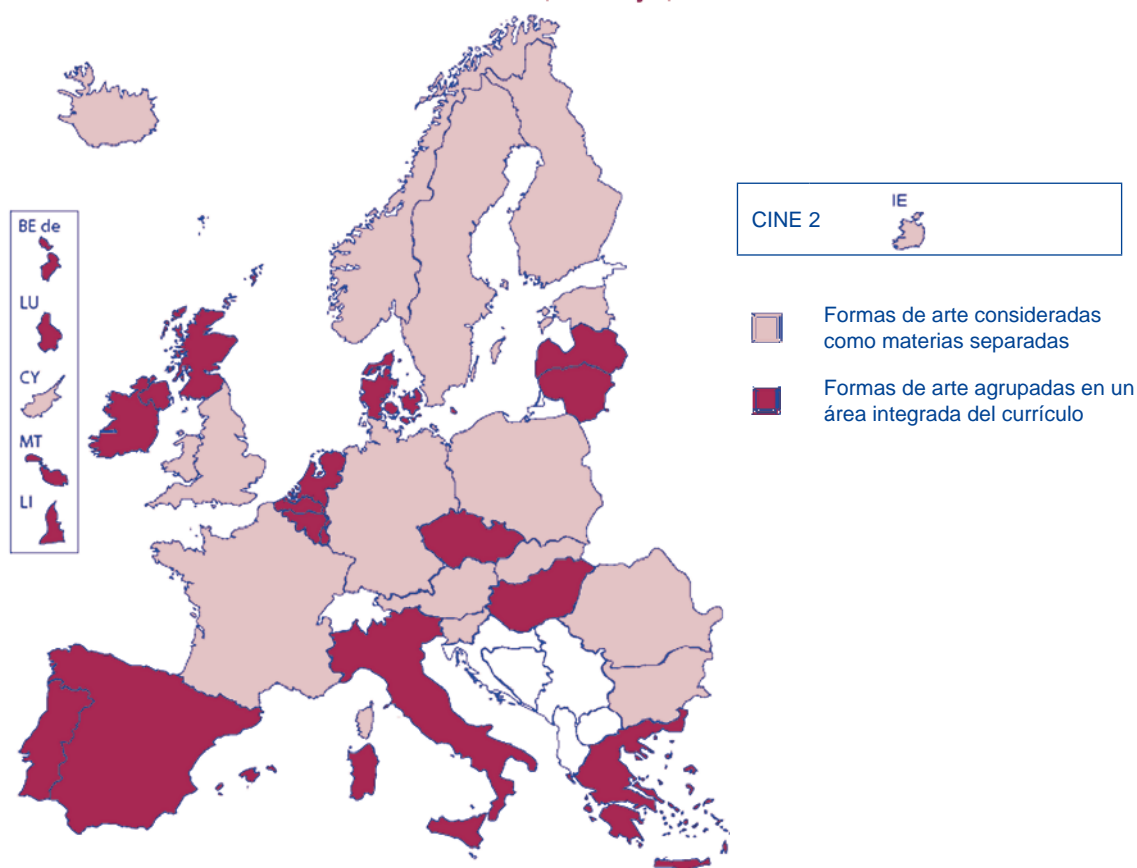 BE de
LU
CY
MT
LI
CINE 2
IE
Formas de arte consideradas
como materias separadas
Formas de arte agrupadas en un
área integrada del currículo